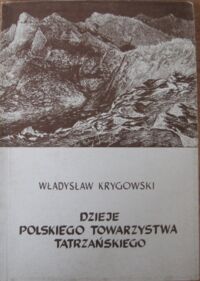 WŁADYSŁAW KRYGOWSKI
DZIEJE
POLSKIEGO TOWARZYSTWA
TATRZAŃSKIEGO